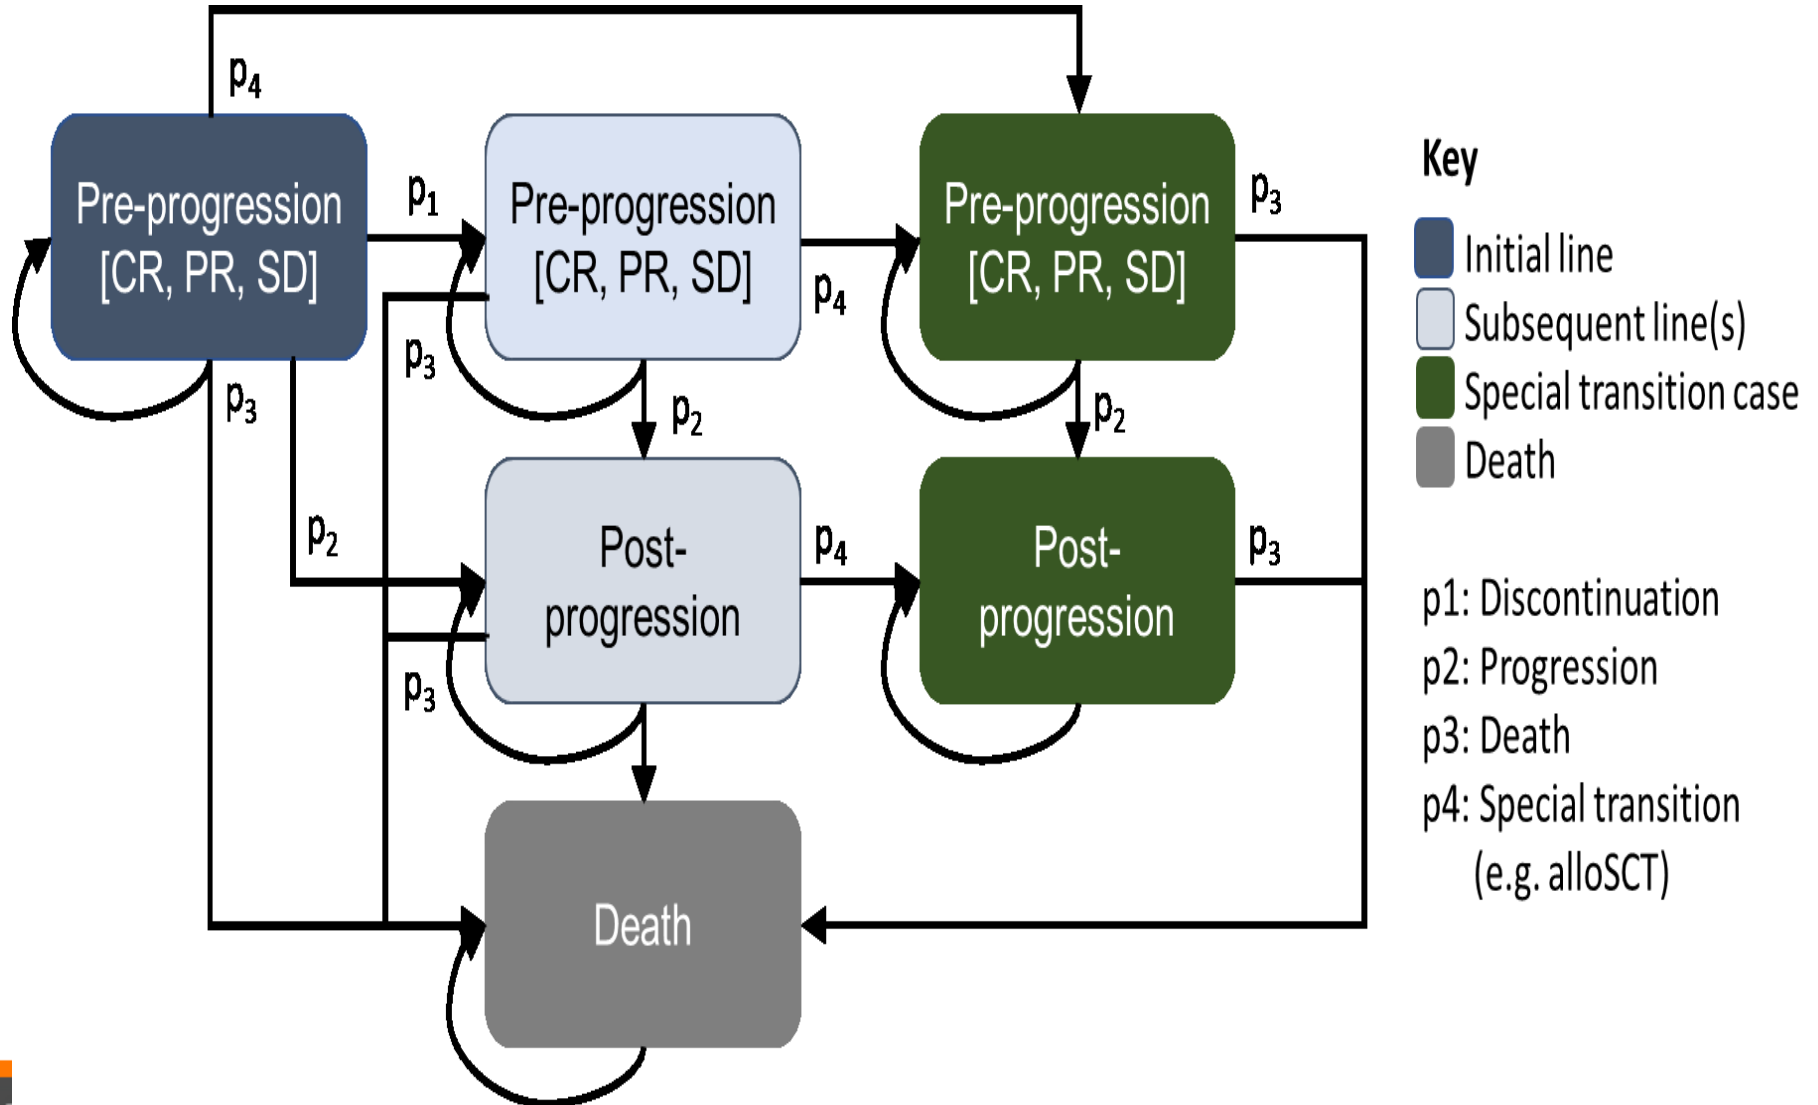 p₄
Pre-progression
[CR, PR, SD]
p₁
Pre-progression
[CR, PR, SD]
p₄
Pre-progression
[CR, PR, SD]
p₃
p₃
p₃
p₂
p₂
p₂
Post-
progression
p₄
Post-
progression
p₃
p₃
Death
Key
Initial line
Subsequent line(s)
Special transition case
Death
p1: Discontinuation
p2: Progression
p3: Death
p4: Special transition
(e.g. alloSCT)